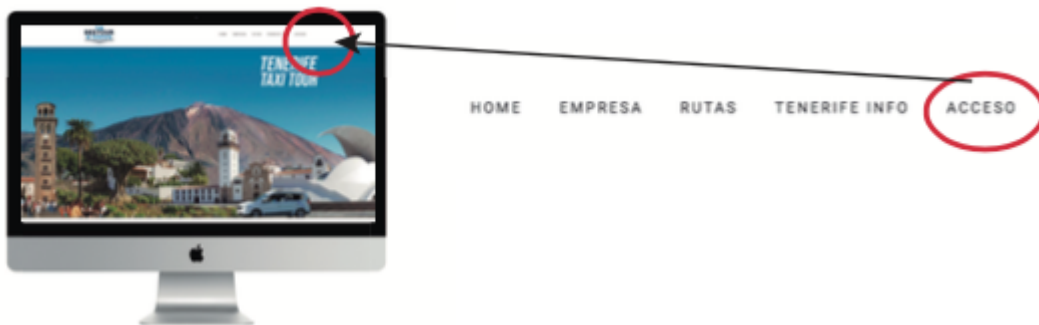 TENERIFE
TAXI TOUR
HOME EMPRESA RUTAS TENERIFE INFO ACCESO